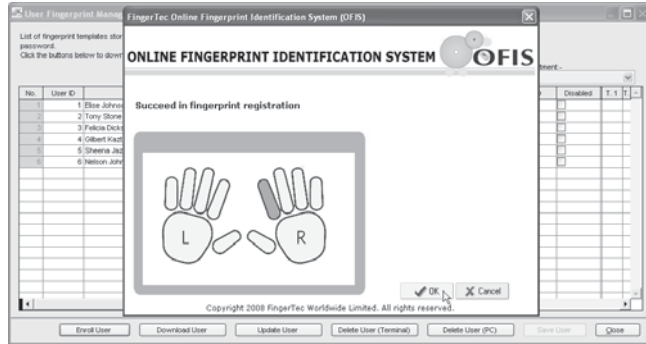 User Fingerprint Manag
FingerTec Online Fingerprint Identification System (OFIS)
List of fingerprint templates stor
password.
Click the buttons below to down
ONLINE FINGERPRINT IDENTIFICATION SYSTEM
OFIS
No.
User ID
Disabled
T. 1
T.
Succeed in fingerprint registration
1
1
Elise Johnso
2
2
Tony Stone
3
3
Felicia Dicks
4
4
Gilbert Kazt
5
5
Sheena Jaz
6
6
Nelson John
L
R
OK
Cancel
Copyright 2008 FingerTec Worldwide Limited. All rights reserved.
Enroll User
Download User
Update User
Delete User (Terminal)
Delete User (PC)
Save User
Close